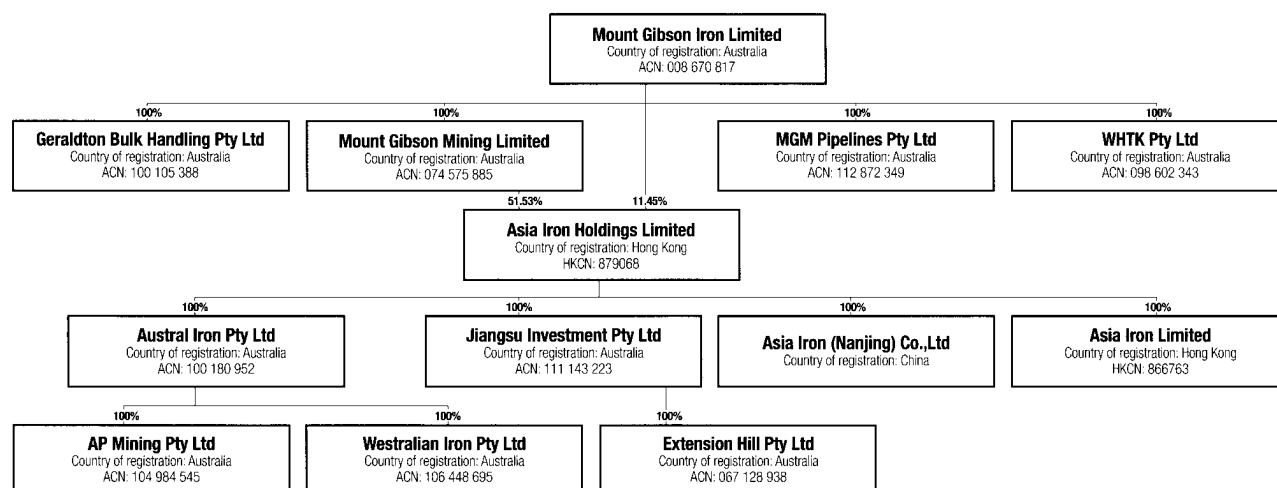 Mount Gibson Iron Limited
Country of registration: Australia
ACN: 008 670 817
100%
100%
100%
100%
Geraldton Bulk Handling Pty Ltd
Country of registration: Australia
ACN: 100 105 388
Mount Gibson Mining Limited
Country of registration: Australia
ACN: 074 575 885
MGM Pipelines Pty Ltd
Country of registration: Australia
ACN: 112 872 349
WHTK Pty Ltd
Country of registration: Australia
ACN: 098 602 343
51.53%
11.45%
Asia Iron Holdings Limited
Country of registration: Hong Kong
HKCN: 879068
100%
100%
100%
100%
Austral Iron Pty Ltd
Country of registration: Australia
ACN: 100 180 952
Jiangsu Investment Pty Ltd
Country of registration: Australia
ACN: 111 143 223
Asia Iron (Nanjing) Co.,Ltd
Country of registration: China
Asia Iron Limited
Country of registration: Hong Kong
HKCN: 866763
100%
100%
100%
AP Mining Pty Ltd
Country of registration: Australia
ACN: 104 984 545
Westralian Iron Pty Ltd
Country of registration: Australia
ACN: 106 448 695
Extension Hill Pty Ltd
Country of registration: Australia
ACN: 067 128 938